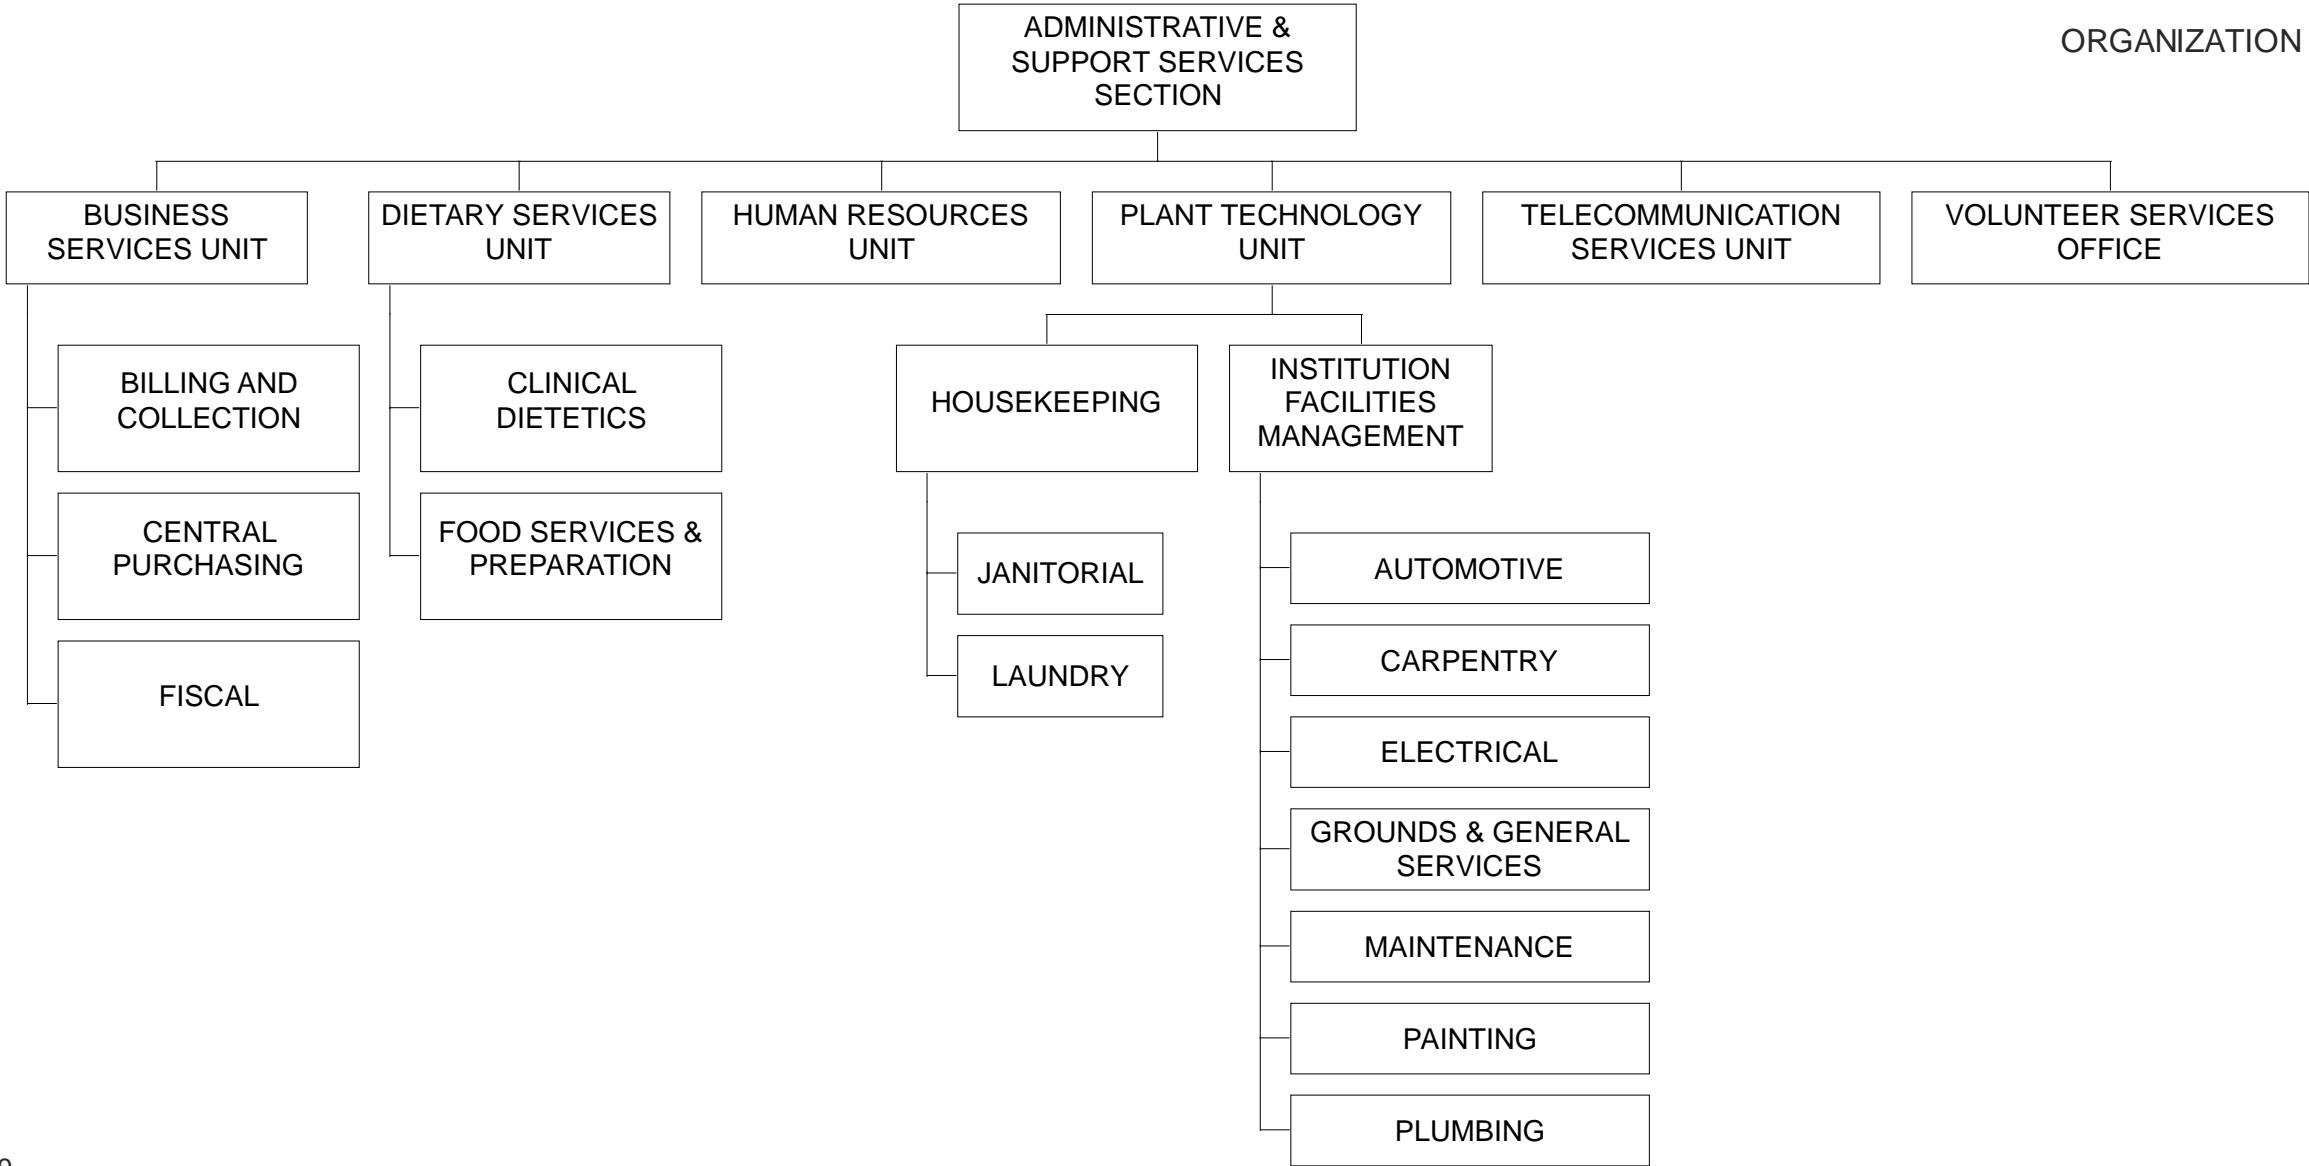 ORGANIZATION
ADMINISTRATIVE &
SUPPORT SERVICES
SECTION
BUSINESS
SERVICES UNIT
DIETARY SERVICES
UNIT
HUMAN RESOURCES
UNIT
PLANT TECHNOLOGY
UNIT
TELECOMMUNICATION
SERVICES UNIT
VOLUNTEER SERVICES
OFFICE
BILLING AND
COLLECTION
CENTRAL
PURCHASING
FISCAL
CLINICAL
DIETETICS
FOOD SERVICES &
PREPARATION
HOUSEKEEPING
JANITORIAL
LAUNDRY
INSTITUTION
FACILITIES
MANAGEMENT
AUTOMOTIVE
CARPENTRY
ELECTRICAL
GROUNDS & GENERAL
SERVICES
MAINTENANCE
PAINTING
PLUMBING